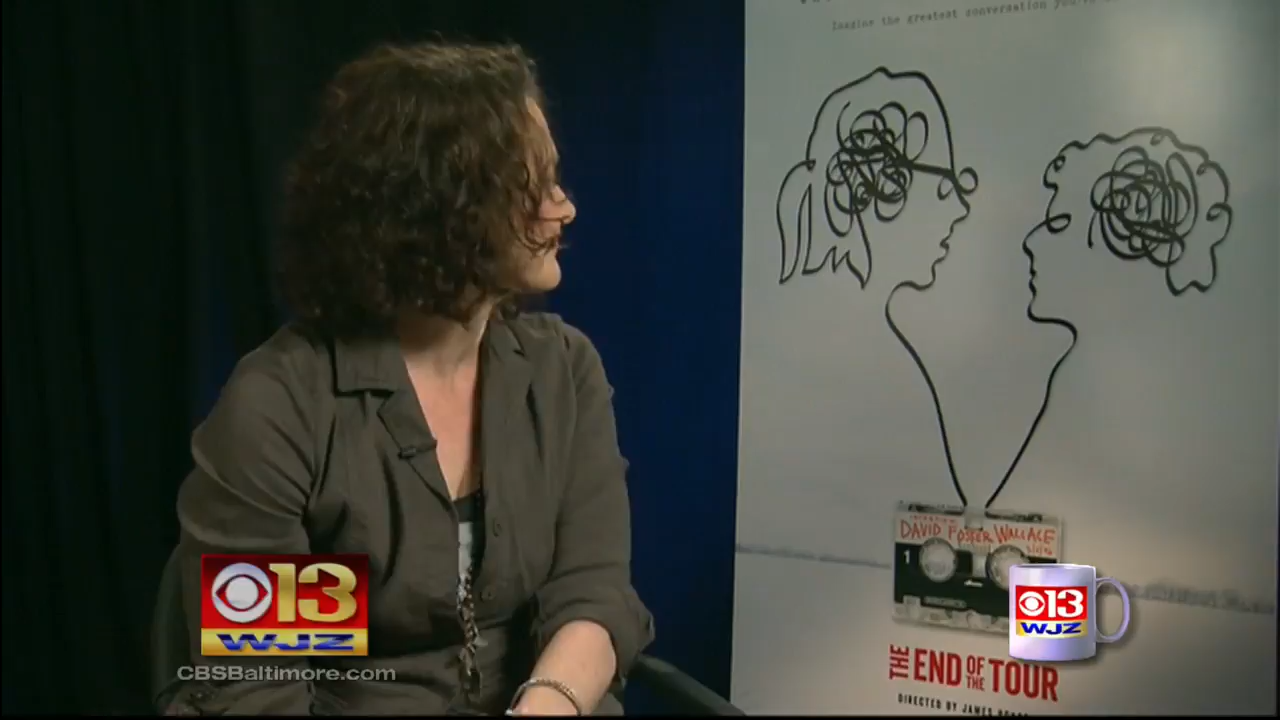 Imagine the greatest conversation you've
DAVID FOSTER WALLACE
1
THE END OF THE TOUR
DIRECTED BY JAMES
13
WJZ
CBSBaltimore.com
13
WJZ